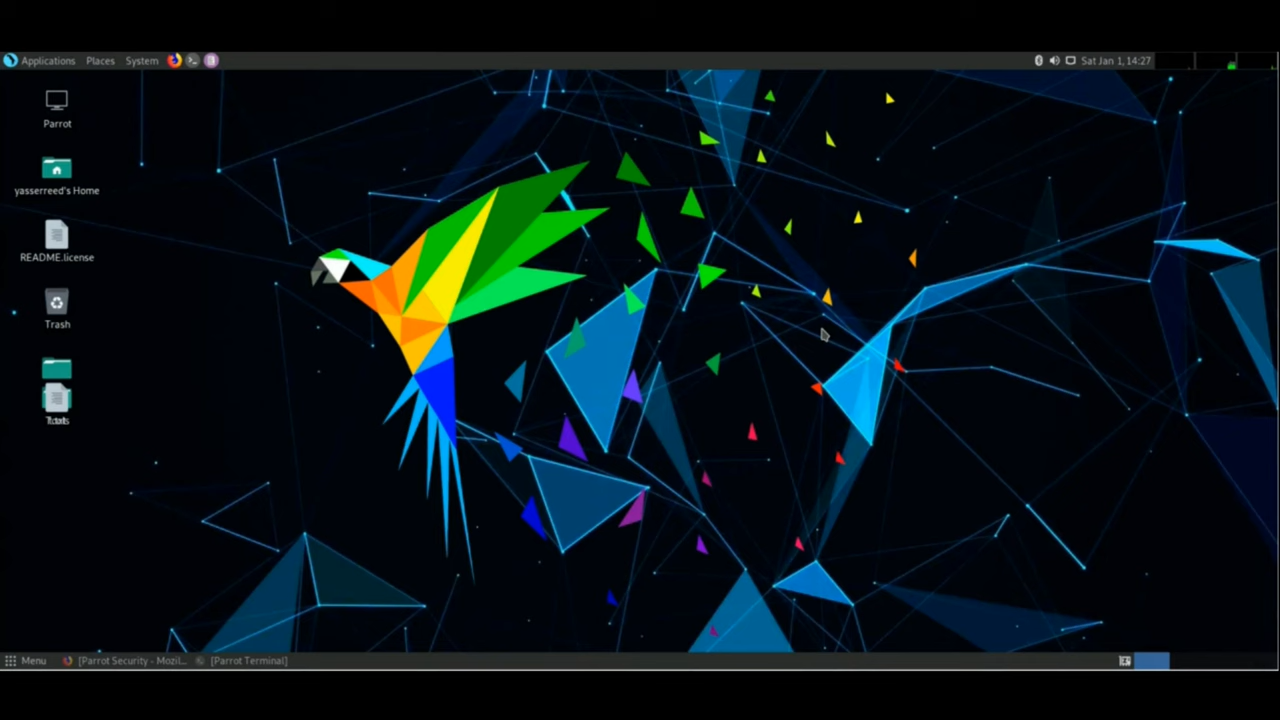 Applications Places System Sat Jan 1, 14:27
Parrot
yasserreed's Home
README.license
Trash
Menu [Parrot Security - Mozil... [Parrot Terminal]